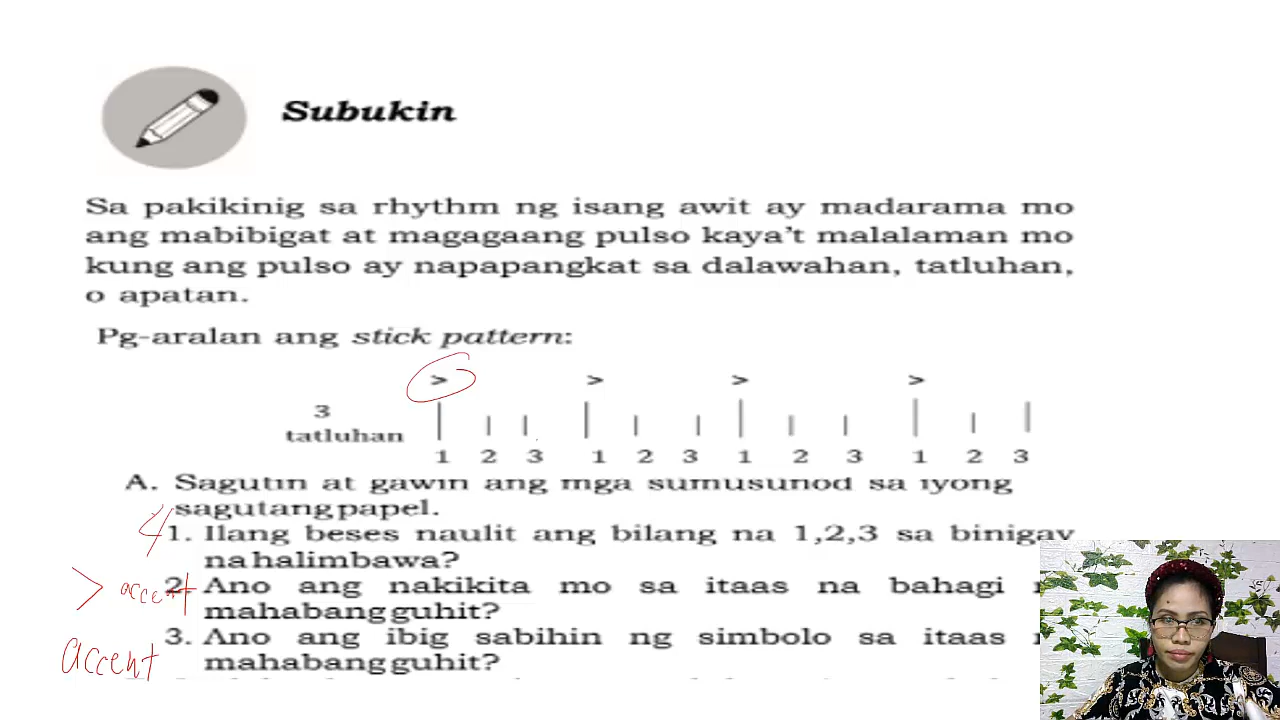 Subukin
Sa pakikinig sa rhythm ng isang awit ay madarama mo
ang mabibigat at magagaang pulso kaya't malalaman mo
kung ang pulso ay napapangkat sa dalawahan, tatluhan,
o apatan.
Pg-aralan ang stick pattern:
> > > >
3
tatluhan
1 2 3 1 2 3 1 2 3 1 2 3
A. Sagutin at gawin ang mga sumusunod sa iyong
sagutang papel.
4 1. Ilang beses naulit ang bilang na 1,2,3 sa binigay
na halimbawa?
> accent 2. Ano ang nakikita mo sa itaas na bahagi
mahabang guhit?
accent 3. Ano ang ibig sabihin ng simbolo sa itaas
mahabang guhit?